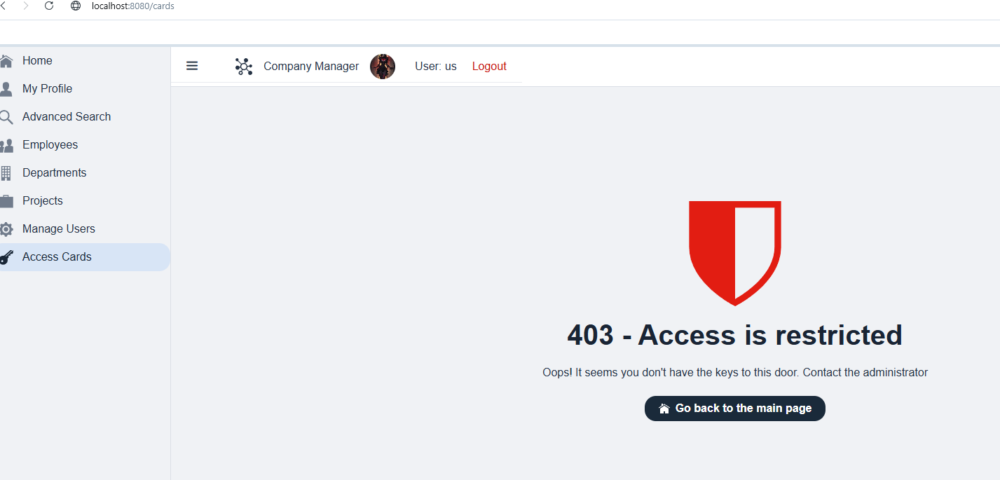 localhost:8080/cards
Home
My Profile
Advanced Search
Employees
Departments
Projects
Manage Users
Access Cards
Company Manager
User: us
Logout
403 - Access is restricted
Oops! It seems you don't have the keys to this door. Contact the administrator
Go back to the main page